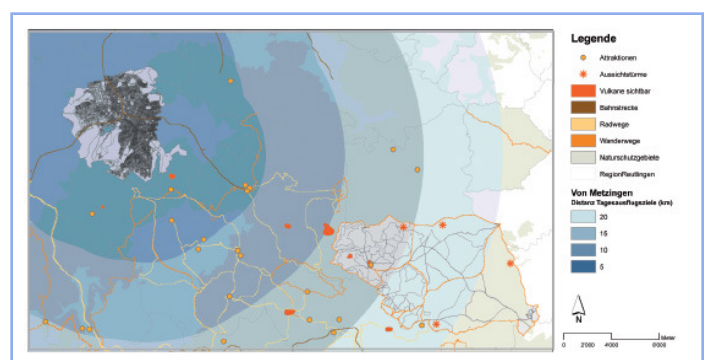 Legende
Attraktionen
Aussichtstürme
Vulkane sichtbar
Bahnstrecke
Radwege
Wanderwege
Naturschutzgebiete
RegionReutlingen
Von Metzingen
Distanz Tagesausflugsziele (km)
20
15
10
5
N
Meter
0 2000 4000 8000